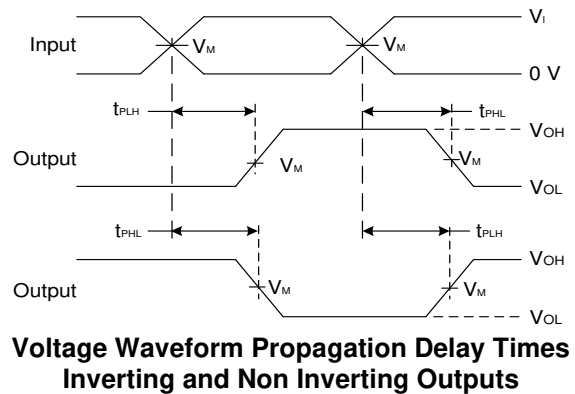 VI
Input VM VM
0 V
tPLH tPHL
VOH
Output VM VM
VOL
tPHL tPLH
VOH
Output VM VM
VOL
Voltage Waveform Propagation Delay Times
Inverting and Non Inverting Outputs